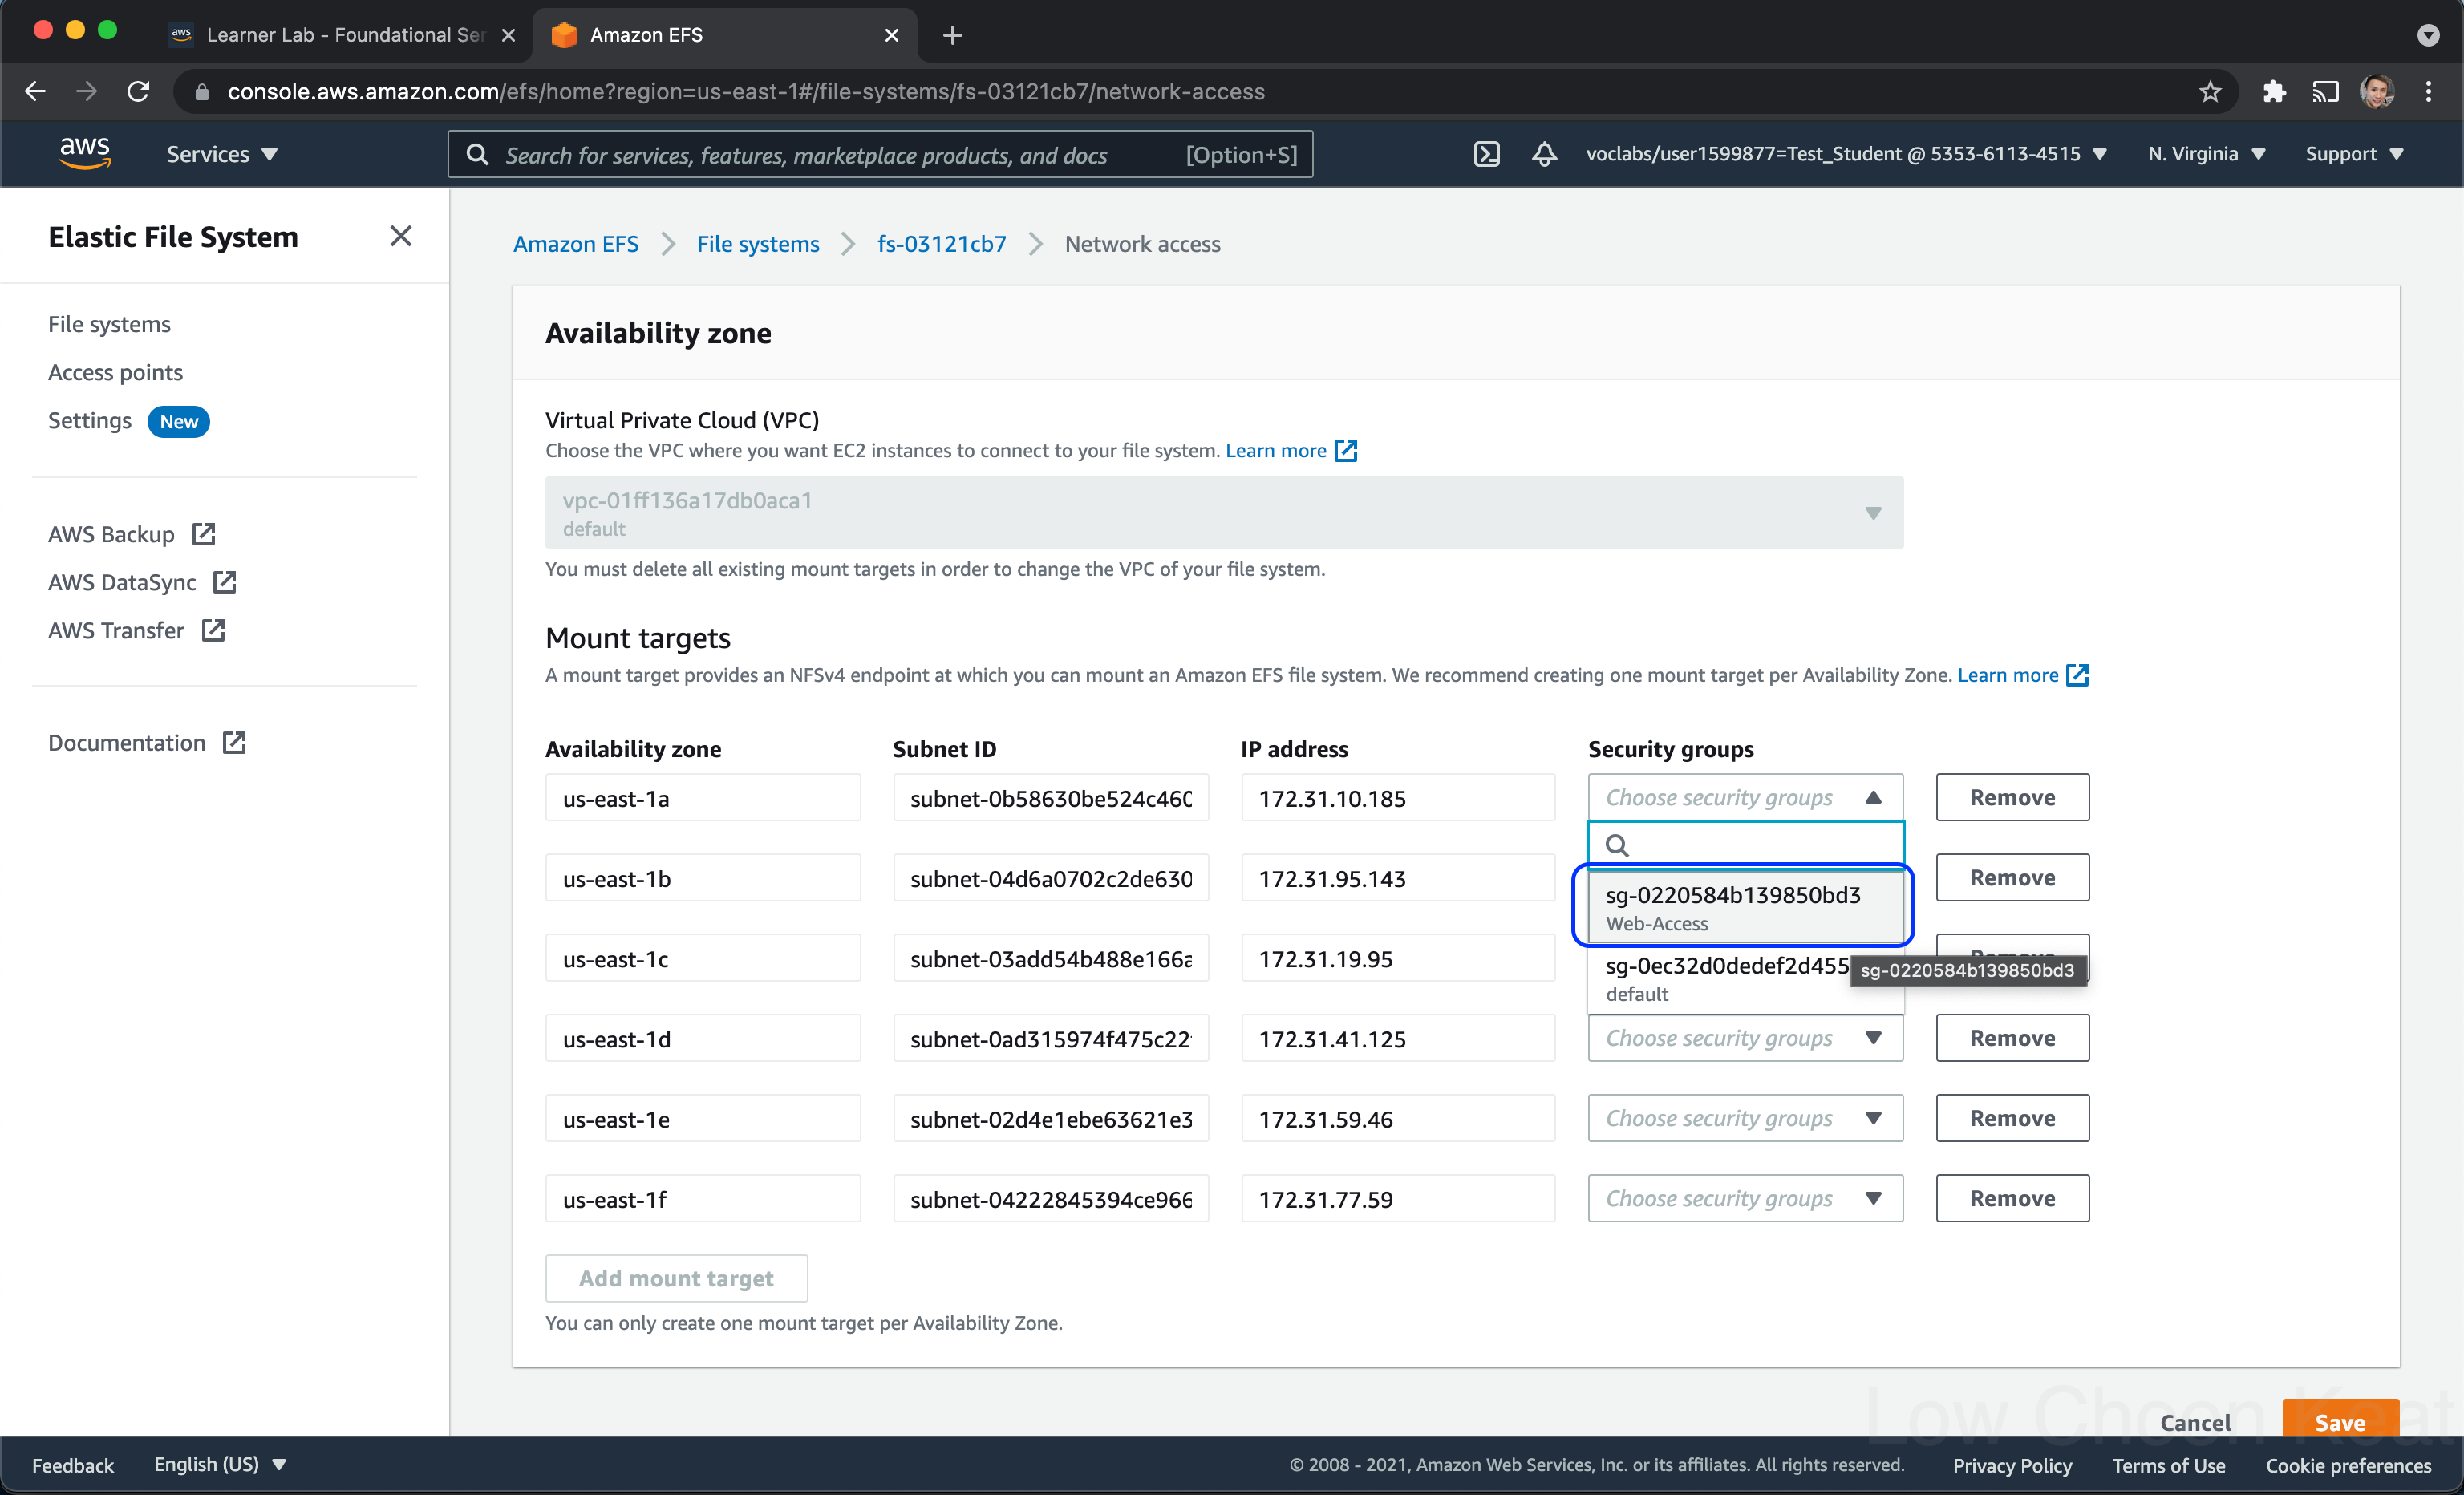 aws Learner Lab - Foundational Ser
Amazon EFS
console.aws.amazon.com/efs/home?region=us-east-1#/file-systems/fs-03121cb7/network-access
aws Services Search for services, features, marketplace products, and docs [Option+S] voclabs/user1599877=Test_Student @ 5353-6113-4515 N. Virginia Support
Elastic File System
File systems
Access points
Settings New
AWS Backup
AWS DataSync
AWS Transfer
Documentation
Amazon EFS File systems fs-03121cb7 Network access
Availability zone
Virtual Private Cloud (VPC)
Choose the VPC where you want EC2 instances to connect to your file system. Learn more
vpc-01ff136a17db0aca1
default
You must delete all existing mount targets in order to change the VPC of your file system.
Mount targets
A mount target provides an NFSv4 endpoint at which you can mount an Amazon EFS file system. We recommend creating one mount target per Availability Zone. Learn more
Availability zone Subnet ID IP address Security groups
us-east-1a subnet-0b58630be524c460 172.31.10.185 Choose security groups Remove
us-east-1b subnet-04d6a0702c2de630 172.31.95.143 Remove
sg-0220584b139850bd3
Web-Access
us-east-1c subnet-03add54b488e166a 172.31.19.95
sg-0ec32d0dedef2d455 sg-0220584b139850bd3
default
us-east-1d subnet-0ad315974f475c22 172.31.41.125 Choose security groups Remove
us-east-1e subnet-02d4e1ebe63621e3 172.31.59.46 Choose security groups Remove
us-east-1f subnet-04222845394ce966 172.31.77.59 Choose security groups Remove
Add mount target
You can only create one mount target per Availability Zone.
Low Choon Keat
Cancel Save
Feedback English (US) © 2008 - 2021, Amazon Web Services, Inc. or its affiliates. All rights reserved. Privacy Policy Terms of Use Cookie preferences